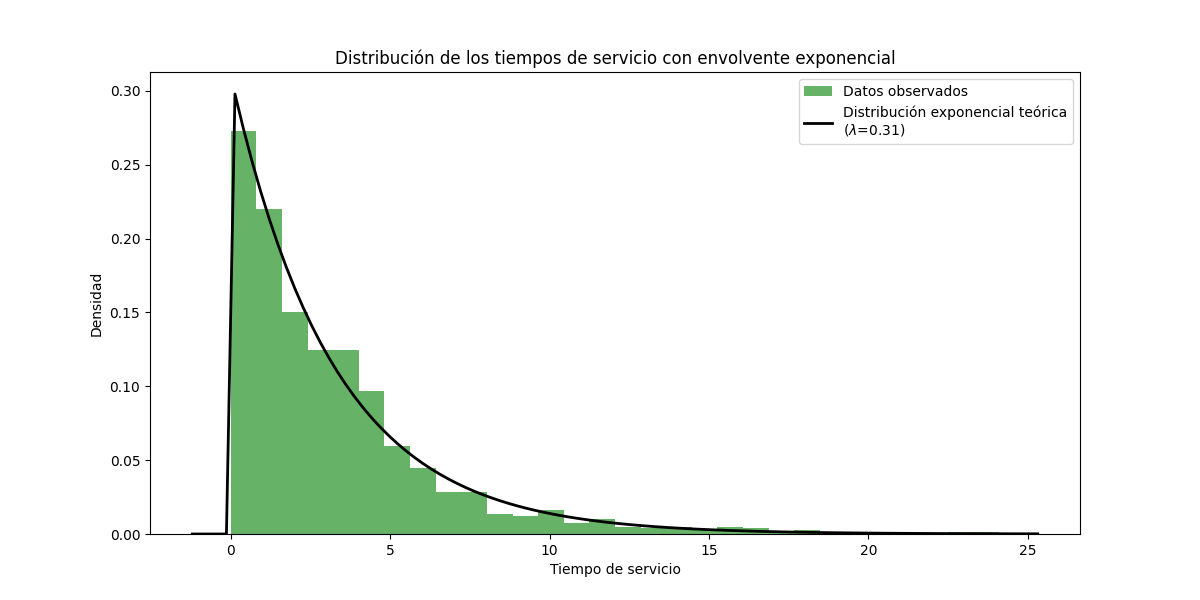 Distribución de los tiempos de servicio con envolvente exponencial
Datos observados
Distribución exponencial teórica
(λ=0.31)
Densidad
0.30
0.25
0.20
0.15
0.10
0.05
0.00
0
5
10
15
20
25
Tiempo de servicio